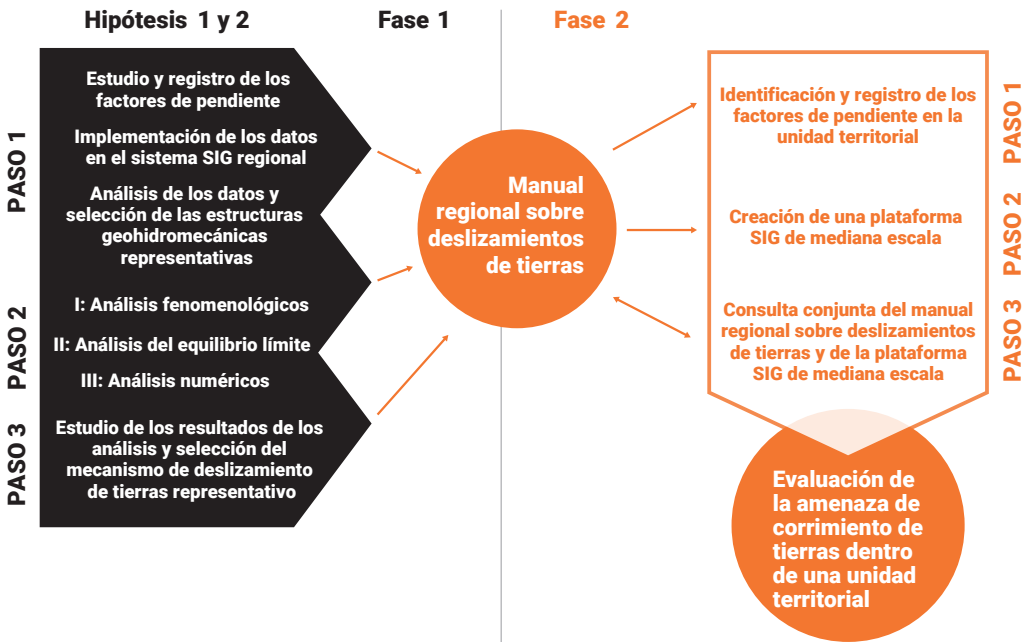 Hipótesis 1 y 2
Fase 1
Fase 2
PASO 1
Estudio y registro de los
factores de pendiente
Implementación de los datos
en el sistema SIG regional
Análisis de los datos y
selección de las estructuras
geohidromecánicas
representativas
PASO 2
I: Análisis fenomenológicos
II: Análisis del equilibrio límite
III: Análisis numéricos
PASO 3
Estudio de los resultados de los
análisis y selección del
mecanismo de deslizamiento
de tierras representativo
Manual
regional sobre
deslizamientos
de tierras
Identificación y registro de los
factores de pendiente en la
unidad territorial
PASO 1
Creación de una plataforma
SIG de mediana escala
PASO 2
Consulta conjunta del manual
regional sobre deslizamientos
de tierras y de la plataforma
SIG de mediana escala
PASO 3
Evaluación de
la amenaza de
corrimiento de
tierras dentro
de una unidad
territorial